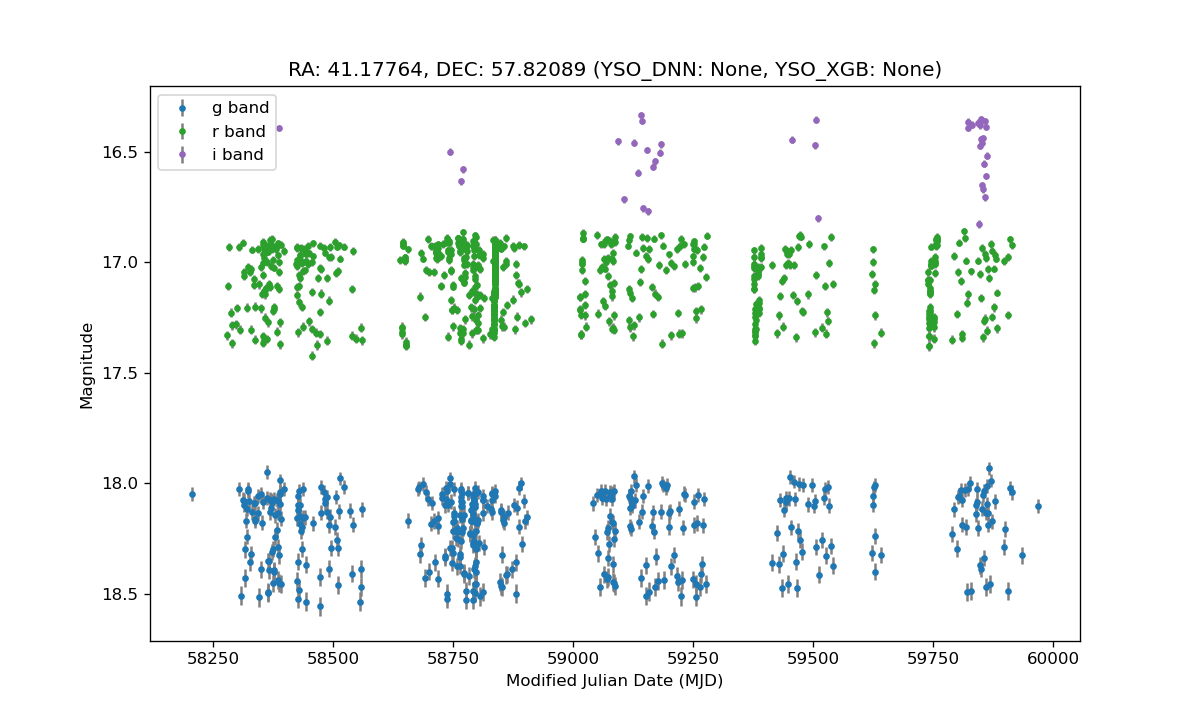 RA: 41.17764, DEC: 57.82089 (YSO_DNN: None, YSO_XGB: None)
g band
r band
i band
16.5
17.0
17.5
18.0
18.5
Magnitude
58250 58500 58750 59000 59250 59500 59750 60000
Modified Julian Date (MJD)